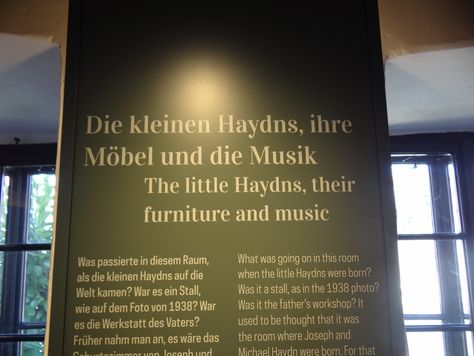 Die kleinen Haydns, ihre
Möbel und die Musik
The little Haydns, their
furniture and music
Was passierte in diesem Raum,
als die kleinen Haydns auf die
Welt kamen? War es ein Stall,
wie auf dem Foto von 1938? War
es die Werkstatt des Vaters?
Früher nahm man an, es wäre das
Geburtszimmer von Joseph und
What was going on in this room
when the little Haydns were born?
Was it a stall, as in the 1938 photo?
Was it the father's workshop? It
used to be thought that it was
the room where Joseph and
Michael Haydn were born. For that